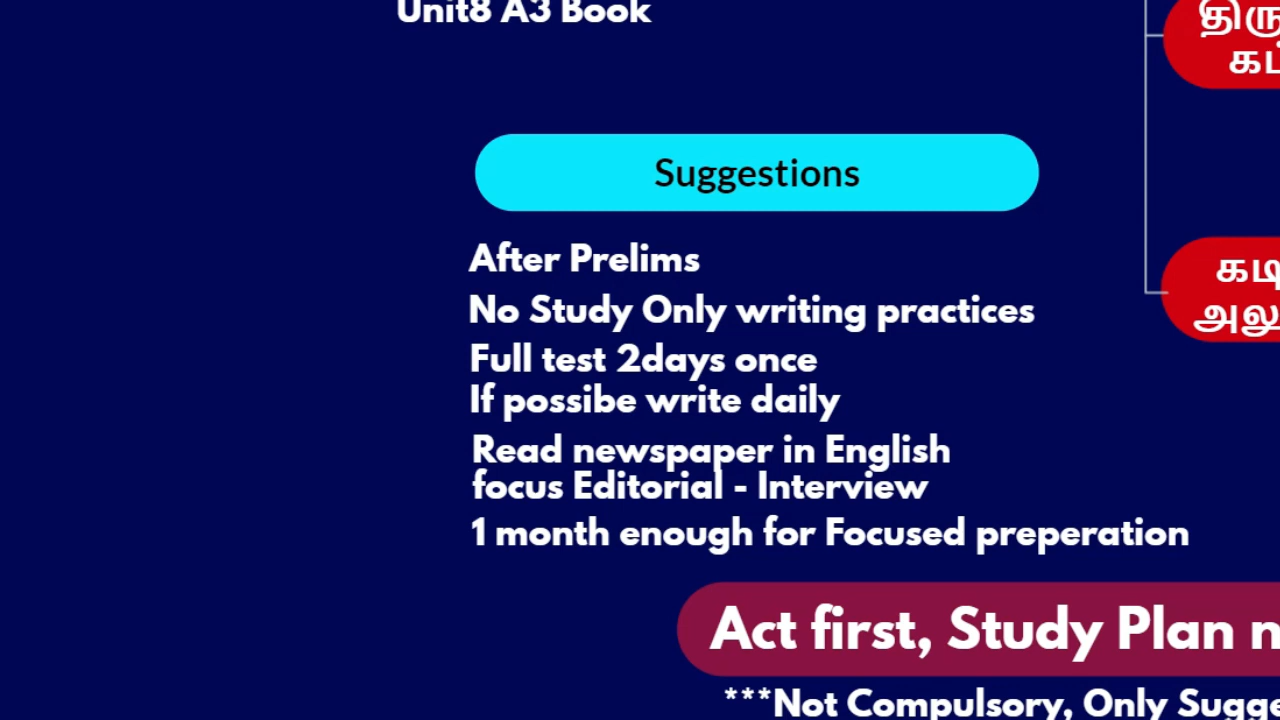 Unit8 A3 Book
Suggestions
After Prelims
No Study Only writing practices
Full test 2days once
If possibe write daily
Read newspaper in English
focus Editorial - Interview
1 month enough for Focused preperation
Act first, Study Plan
***Not Compulsory, Only